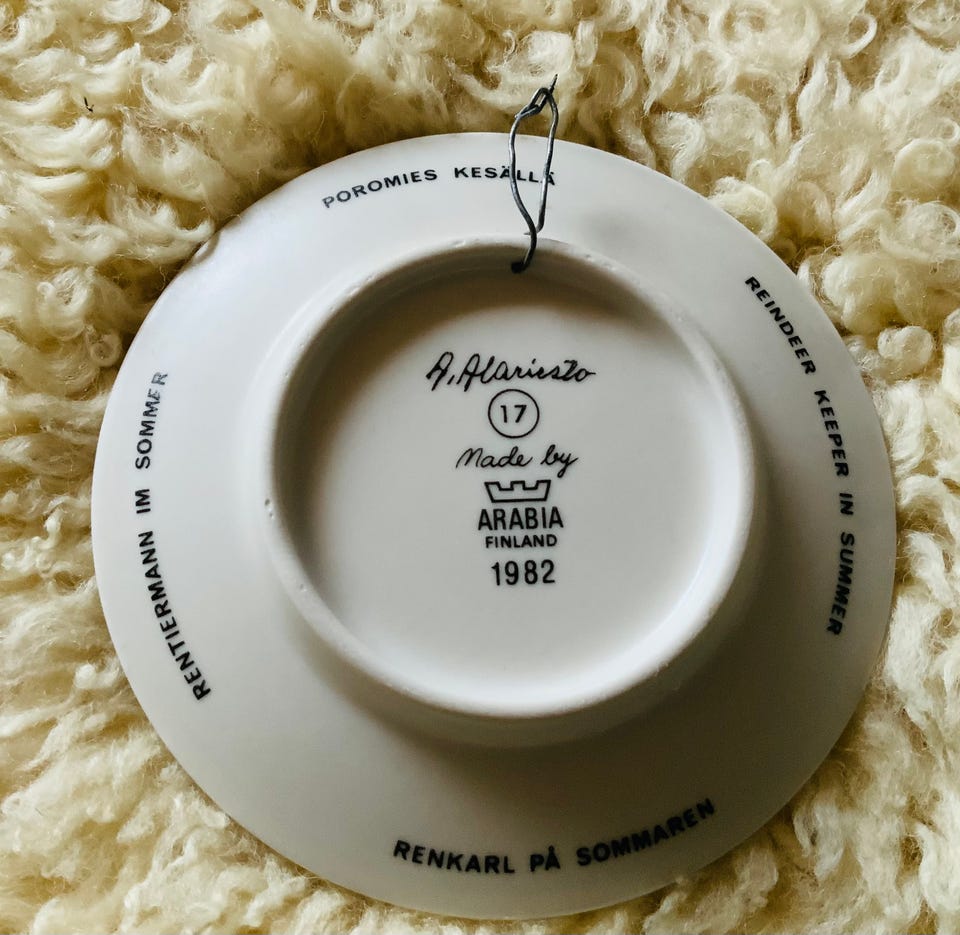 POROMIES KESÄLLÄ
REINDEER KEEPER IN SUMMER
RENKARL PÅ SOMMAREN
RENTIERMANN IM SOMMER
A. Alariesto
17
Made by
ARABIA
FINLAND
1982